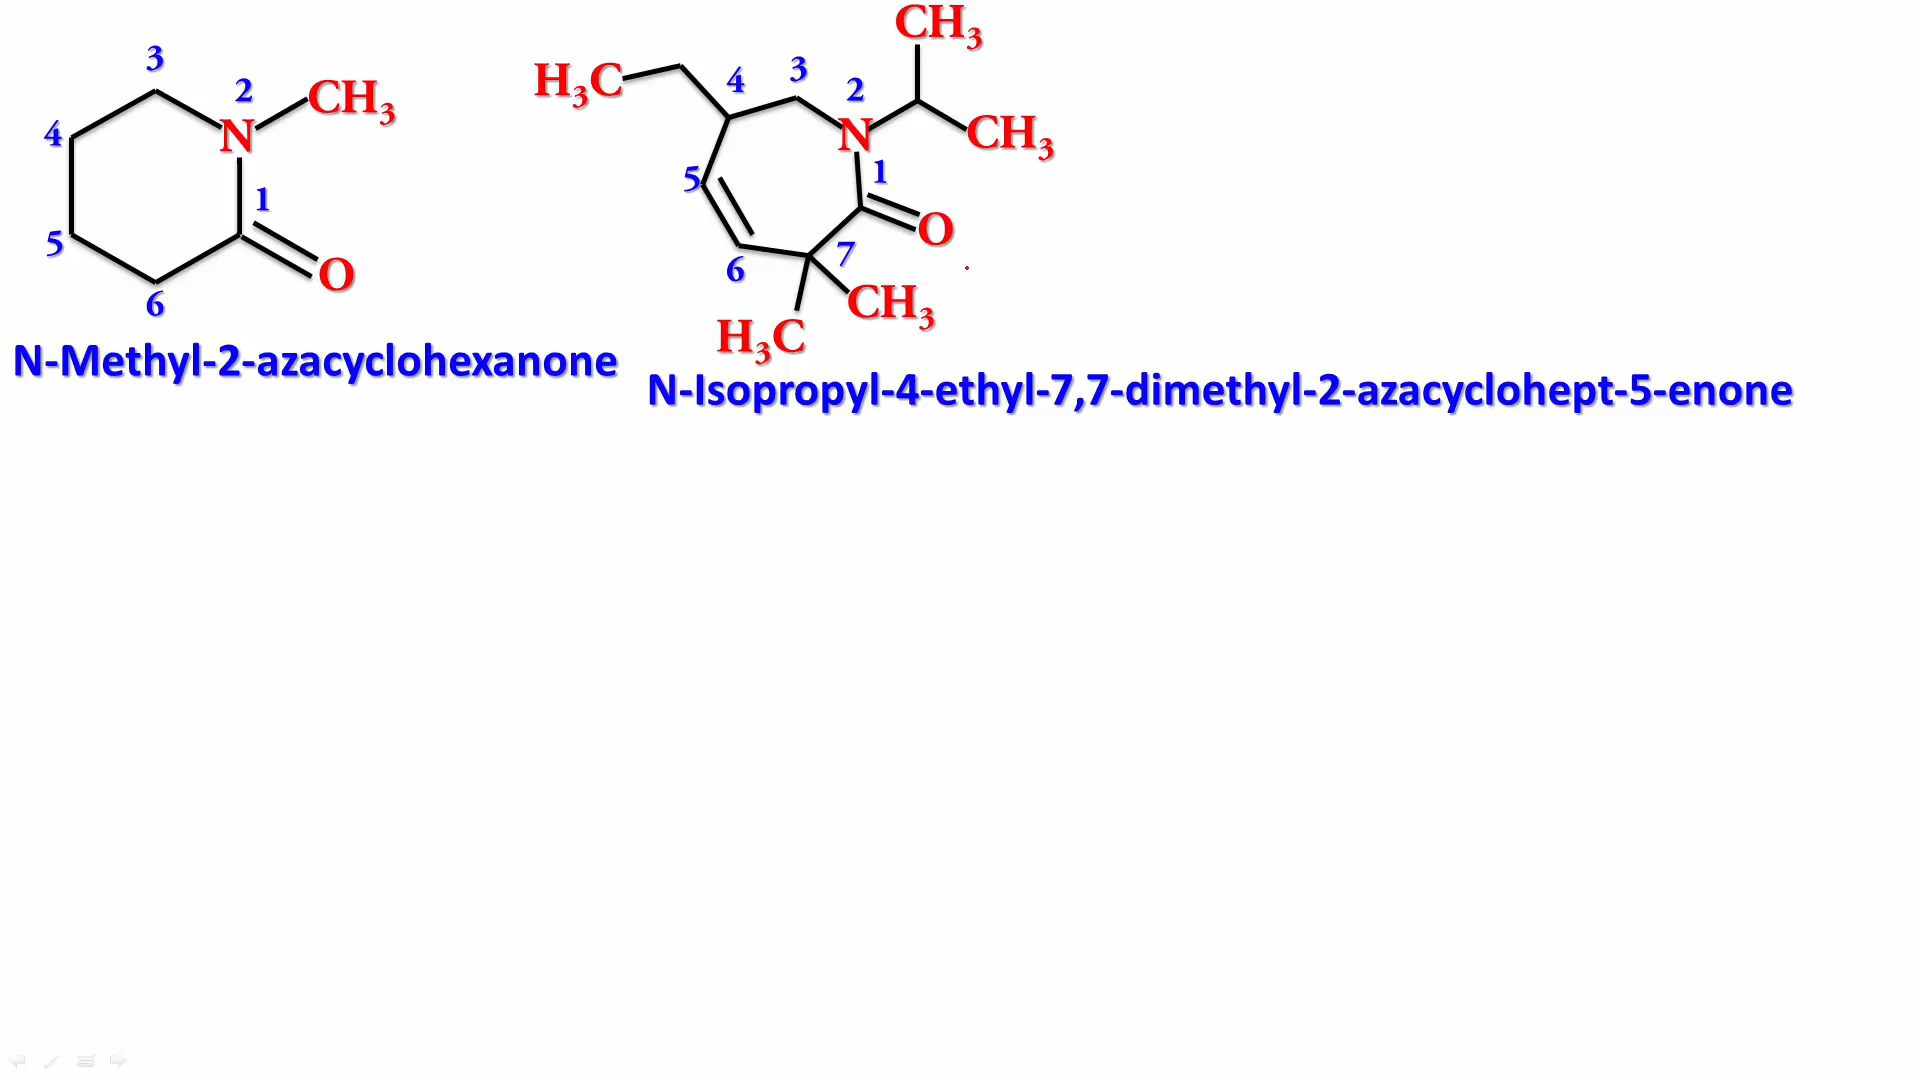 3
2
CH₃
4
N
1
5
O
6
N-Methyl-2-azacyclohexanone
CH₃
H₃C
4
3
2
N
CH₃
5
1
O
6
7
CH₃
H₃C
N-Isopropyl-4-ethyl-7,7-dimethyl-2-azacyclohept-5-enone